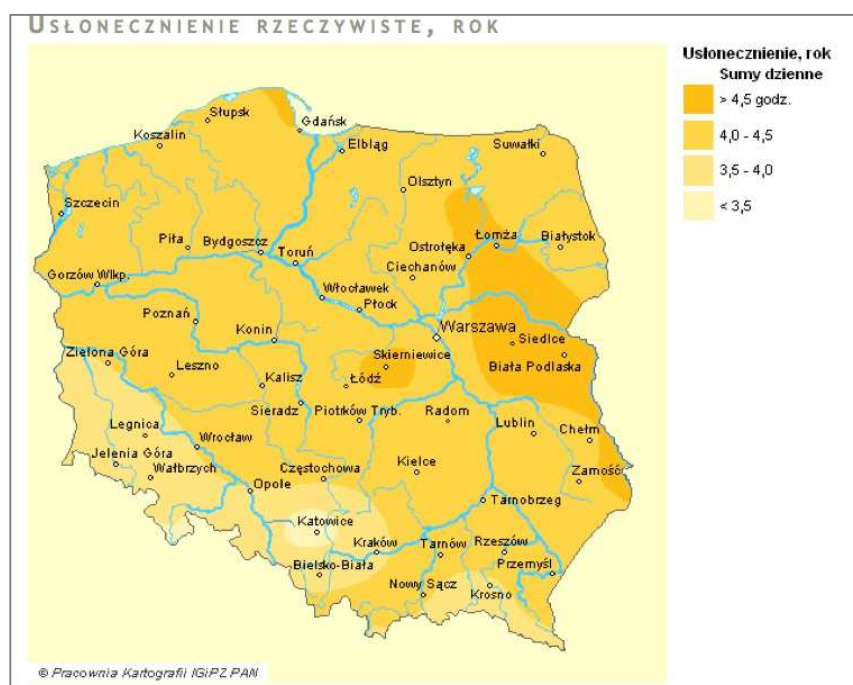 USŁONECZNIENIE RZECZYWISTE, ROK
Usłonecznienie, rok
Sumy dzienne
> 4,5 godz.
4,0 - 4,5
3,5 - 4,0
< 3,5
Słupsk
Gdańsk
Koszalin
Elbląg
Suwałki
Olsztyn
Szczecin
Piła
Bydgoszcz
Toruń
Ostrołęka
Łomża
Białystok
Ciechanów
Gorzów Wlkp.
Włocławek
Płock
Poznań
Konin
Warszawa
Siedlce
Zielona Góra
Skierniewice
Biała Podlaska
Leszno
Kalisz
Łódź
Sieradz
Piotrków Tryb.
Radom
Lublin
Chełm
Legnica
Wrocław
Jelenia Góra
Wałbrzych
Częstochowa
Kielce
Zamość
Opole
Tarnobrzeg
Katowice
Kraków
Tarnów
Rzeszów
Przemyśl
Bielsko-Biała
Nowy Sącz
Krosno
© Pracownia Kartografii IGiPZ PAN